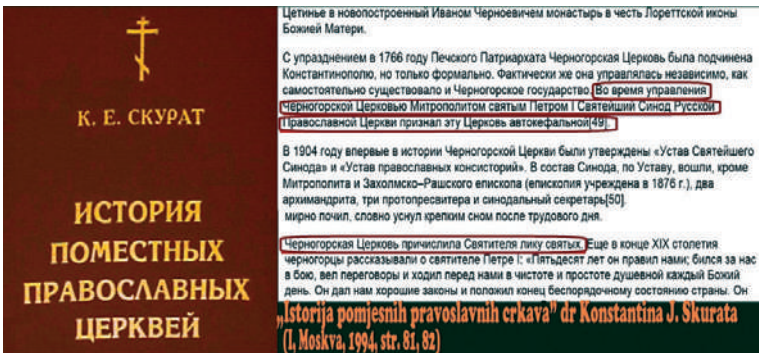 К. Е. СКУРАТ
ИСТОРИЯ
ПОМЕСТНЫХ
ПРАВОСЛАВНЫХ
ЦЕРКВЕЙ
Цетинье в новопостроенный Иваном Черноевичем монастырь в честь Лореттской иконы
Божией Матери.
С упразднением в 1766 году Печского Патриархата Черногорская Церковь была подчинена
Константинополю, но только формально. Фактически же она управлялась независимо, как
самостоятельно существовало и Черногорское государство. Во время управления
Черногорской Церковью Митрополитом святым Петром I Святейший Синод Русской
Православной Церкви признал эту Церковь автокефальной[49].
В 1904 году впервые в истории Черногорской Церкви были утверждены «Устав Святейшего
Синода» и «Устав православных консисторий». В состав Синода, по Уставу, вошли, кроме
Митрополита и Захолмско–Рашского епископа (епископия учреждена в 1876 г.), два
архимандрита, три протопресвитера и синодальный секретарь[50].
мирно почил, словно уснул крепким сном после трудового дня.
Черногорская Церковь причислила Святителя лику святых. Еще в конце XIX столетия
черногорцы рассказывали о святителе Петре I: «Пятьдесят лет он правил нами; бился за нас
в бою, вел переговоры и ходил перед нами в чистоте и простоте душевной каждый Божий
день. Он дал нам хорошие законы и положил конец беспорядочному состоянию страны. Он
„Istorija pomjesnih pravoslavnih crkava" dr Konstantina J. Skurata
(I, Moskva, 1994, str. 81, 82)